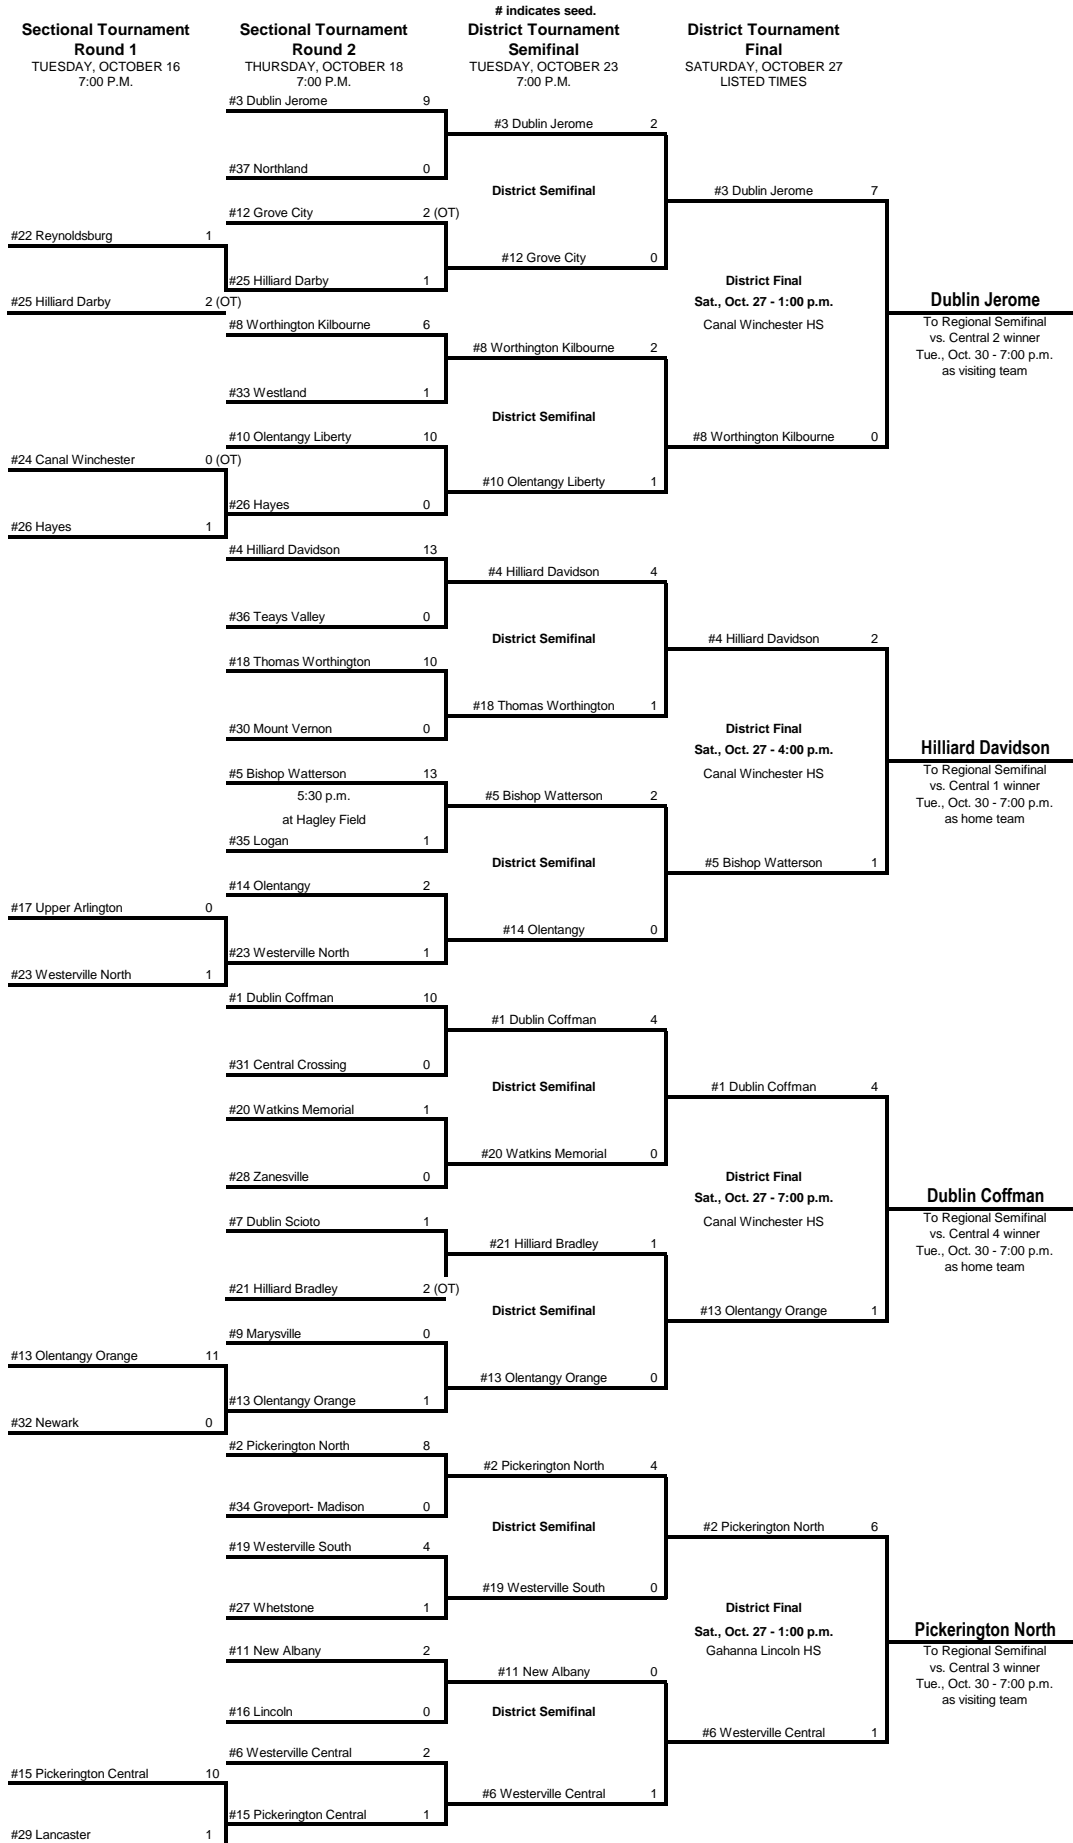 # indicates seed.
Sectional Tournament
Round 1
TUESDAY, OCTOBER 16
7:00 P.M.
Sectional Tournament
Round 2
THURSDAY, OCTOBER 18
7:00 P.M.
District Tournament
Semifinal
TUESDAY, OCTOBER 23
7:00 P.M.
District Tournament
Final
SATURDAY, OCTOBER 27
LISTED TIMES
#22 Reynoldsburg 1
#25 Hilliard Darby 2 (OT)
#24 Canal Winchester 0 (OT)
#26 Hayes 1
#17 Upper Arlington 0
#23 Westerville North 1
#13 Olentangy Orange 11
#32 Newark 0
#15 Pickerington Central 10
#29 Lancaster 1
#3 Dublin Jerome 9
#37 Northland 0
#12 Grove City 2 (OT)
#25 Hilliard Darby 1
#8 Worthington Kilbourne 6
#33 Westland 1
#10 Olentangy Liberty 10
#26 Hayes 0
#4 Hilliard Davidson 13
#36 Teays Valley 0
#18 Thomas Worthington 10
#30 Mount Vernon 0
#5 Bishop Watterson 13
5:30 p.m.
at Hagley Field
#35 Logan 1
#14 Olentangy 2
#23 Westerville North 1
#1 Dublin Coffman 10
#31 Central Crossing 0
#20 Watkins Memorial 1
#28 Zanesville 0
#7 Dublin Scioto 1
#21 Hilliard Bradley 2 (OT)
#9 Marysville 0
#13 Olentangy Orange 1
#2 Pickerington North 8
#34 Groveport- Madison 0
#19 Westerville South 4
#27 Whetstone 1
#11 New Albany 2
#16 Lincoln 0
#6 Westerville Central 2
#15 Pickerington Central 1
#3 Dublin Jerome 2
District Semifinal
#12 Grove City 0
#8 Worthington Kilbourne 2
District Semifinal
#10 Olentangy Liberty 1
#4 Hilliard Davidson 4
District Semifinal
#18 Thomas Worthington 1
#5 Bishop Watterson 2
District Semifinal
#14 Olentangy 0
#1 Dublin Coffman 4
District Semifinal
#20 Watkins Memorial 0
#21 Hilliard Bradley 1
District Semifinal
#13 Olentangy Orange 0
#2 Pickerington North 4
District Semifinal
#19 Westerville South 0
#11 New Albany 0
District Semifinal
#6 Westerville Central 1
#3 Dublin Jerome 7
District Final
Sat., Oct. 27 - 1:00 p.m.
Canal Winchester HS
#8 Worthington Kilbourne 0
#4 Hilliard Davidson 2
District Final
Sat., Oct. 27 - 4:00 p.m.
Canal Winchester HS
#5 Bishop Watterson 1
#1 Dublin Coffman 4
District Final
Sat., Oct. 27 - 7:00 p.m.
Canal Winchester HS
#13 Olentangy Orange 1
#2 Pickerington North 6
District Final
Sat., Oct. 27 - 1:00 p.m.
Gahanna Lincoln HS
#6 Westerville Central 1
Dublin Jerome
To Regional Semifinal
vs. Central 2 winner
Tue., Oct. 30 - 7:00 p.m.
as visiting team
Hilliard Davidson
To Regional Semifinal
vs. Central 1 winner
Tue., Oct. 30 - 7:00 p.m.
as home team
Dublin Coffman
To Regional Semifinal
vs. Central 4 winner
Tue., Oct. 30 - 7:00 p.m.
as home team
Pickerington North
To Regional Semifinal
vs. Central 3 winner
Tue., Oct. 30 - 7:00 p.m.
as visiting team